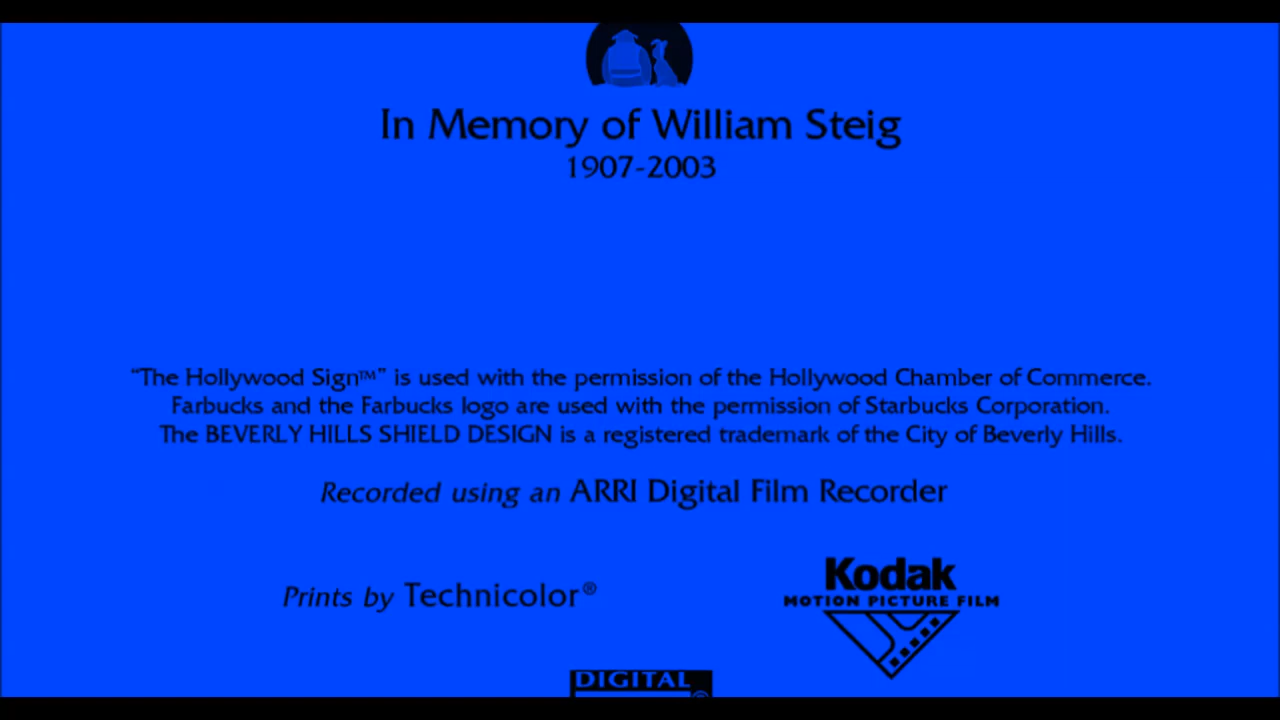 In Memory of William Steig
1907-2003
“The Hollywood Sign™” is used with the permission of the Hollywood Chamber of Commerce.
Farbucks and the Farbucks logo are used with the permission of Starbucks Corporation.
The BEVERLY HILLS SHIELD DESIGN is a registered trademark of the City of Beverly Hills.
Recorded using an ARRI Digital Film Recorder
Prints by Technicolor®
Kodak
MOTION PICTURE FILM
DIGITAL
®